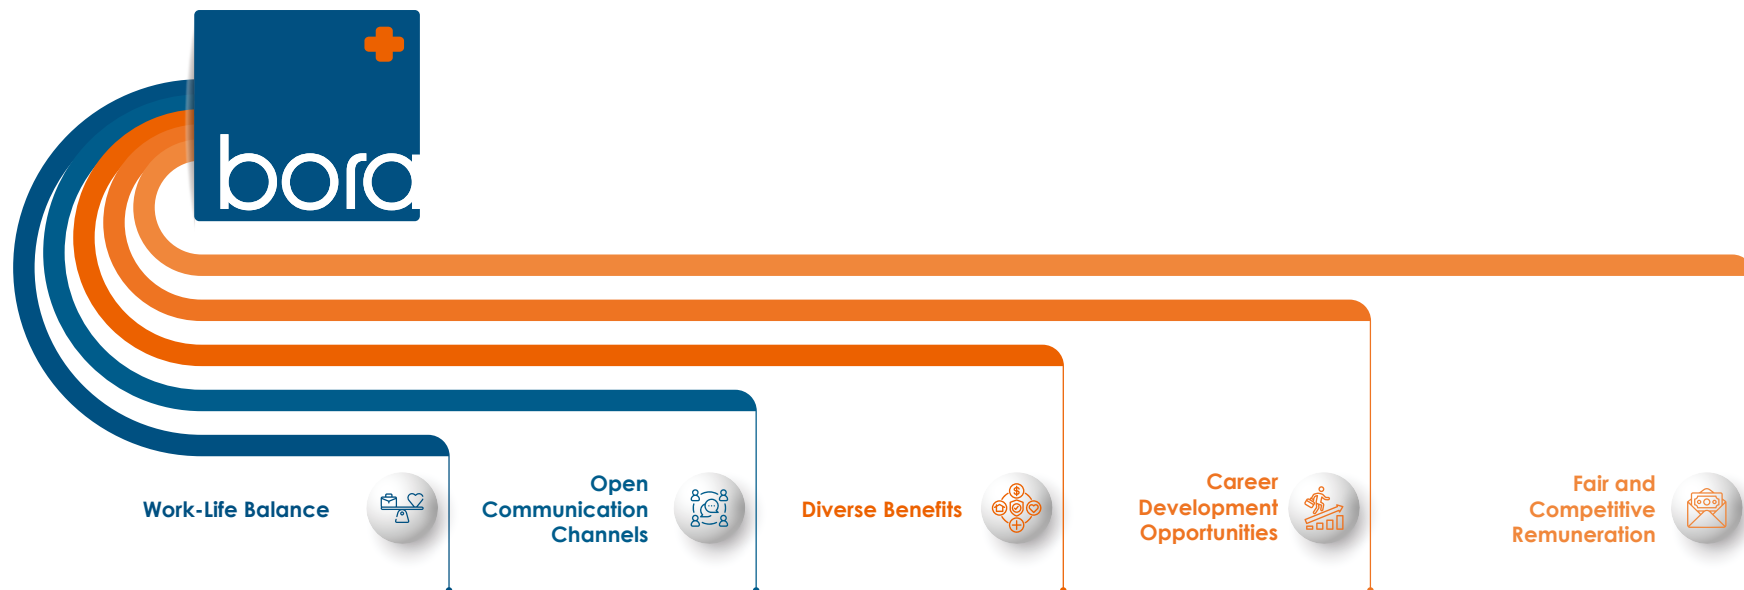 bora
Work-Life Balance
Open
Communication
Channels
Diverse Benefits
Career
Development
Opportunities
Fair and
Competitive
Remuneration